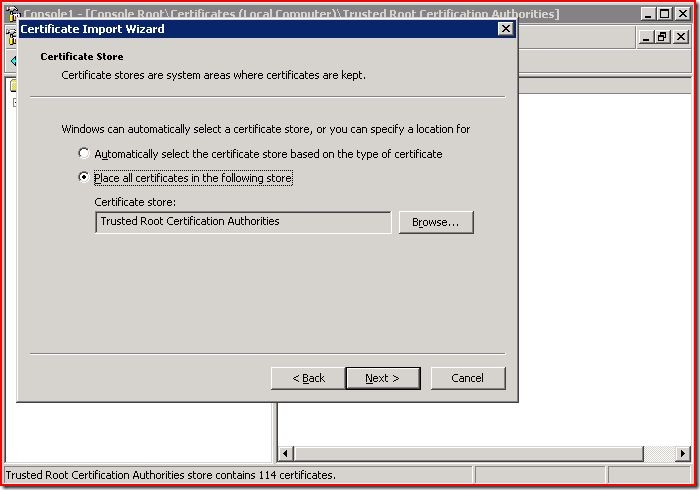 Console1 - [Console Root\Certificates (Local Computer)\Trusted Root Certification Authorities]
Certificate Import Wizard
Certificate Store
Certificate stores are system areas where certificates are kept.
Windows can automatically select a certificate store, or you can specify a location for
Automatically select the certificate store based on the type of certificate
Place all certificates in the following store
Certificate store:
Trusted Root Certification Authorities
Browse...
< Back
Next >
Cancel
Trusted Root Certification Authorities store contains 114 certificates.